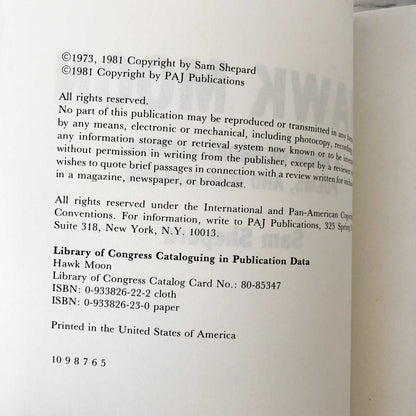 ©1973, 1981 Copyright by Sam Shepard
©1981 Copyright by PAJ Publications
All rights reserved.
No part of this publication may be reproduced or transmitted in any form
by any means, electronic or mechanical, including photocopy, recording
any information storage or retrieval system now known or to be
without permission in writing from the publisher, except by a reviewer
wishes to quote brief passages in connection with a review written for
in a magazine, newspaper, or broadcast.
All rights reserved under the International and Pan-American
Conventions. For information, write to PAJ Publications, 325 Spring
Suite 318, New York, N.Y. 10013.
Library of Congress Cataloguing in Publication Data
Hawk Moon
Library of Congress Catalog Card No.: 80-85347
ISBN: 0-933826-22-2 cloth
ISBN: 0-933826-23-0 paper
Printed in the United States of America
10 9 8 7 6 5